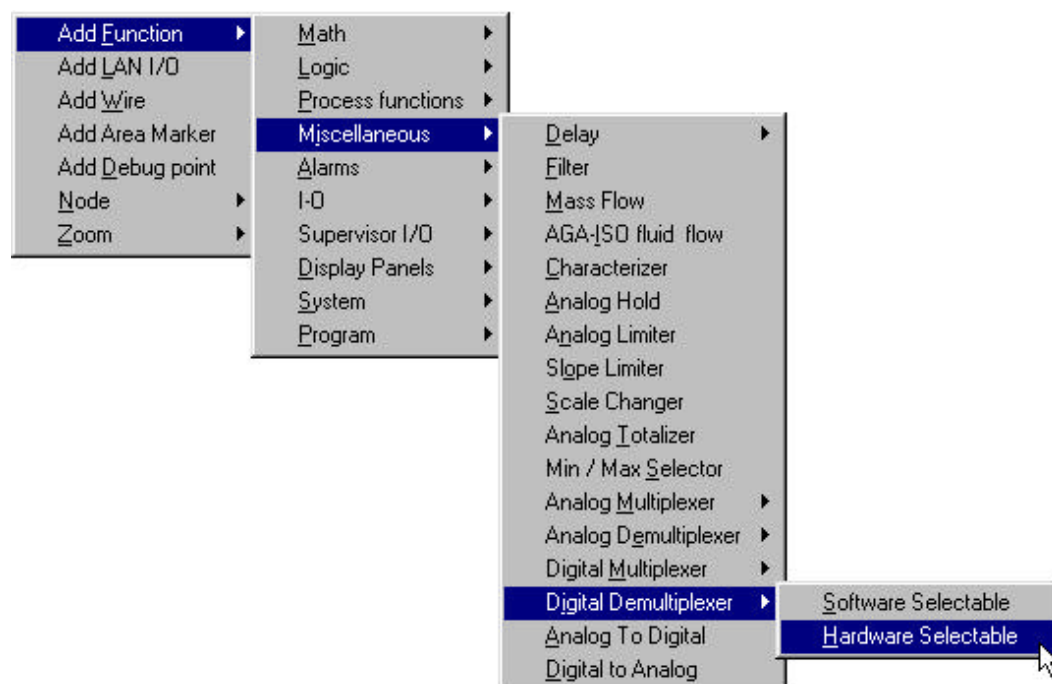 Add Function
Add LAN I/O
Add Wire
Add Area Marker
Add Debug point
Node
Zoom
Math
Logic
Process functions
Miscellaneous
Alarms
I-O
Supervisor I/O
Display Panels
System
Program
Delay
Filter
Mass Flow
AGA-ISO fluid flow
Characterizer
Analog Hold
Analog Limiter
Slope Limiter
Scale Changer
Analog Totalizer
Min / Max Selector
Analog Multiplexer
Analog Demultiplexer
Digital Multiplexer
Digital Demultiplexer
Analog To Digital
Digital to Analog
Software Selectable
Hardware Selectable